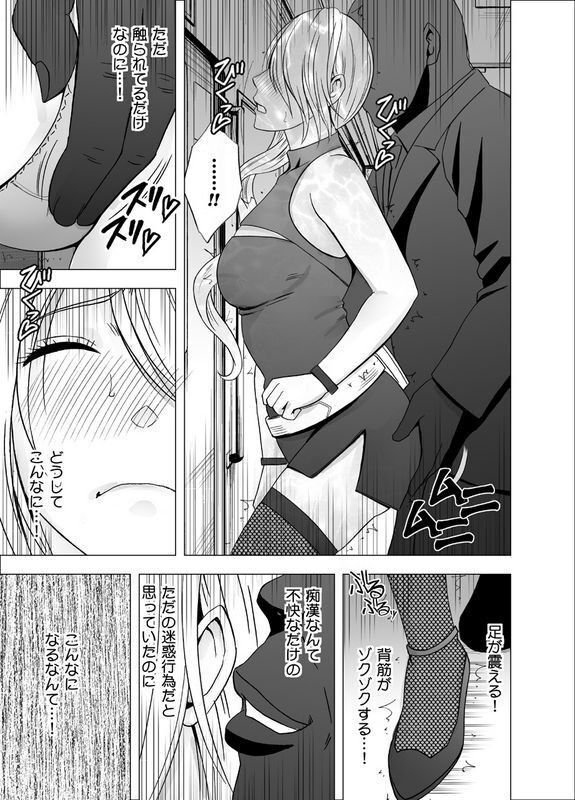 びくっ♡
びくっ♡
……!!
ムニ
ムニ
ただ
触られてるだけ
なのに…!
ズリ♡
ズリ♡
びくっ♡
どうして
こんなに…!
足が震える!
ぶる
ぶる
背筋が
ゾクゾクする…!
痴漢なんて
不快なだけの
ただの迷惑行為だと
思っていたのに
こんなに
なるなんて…!